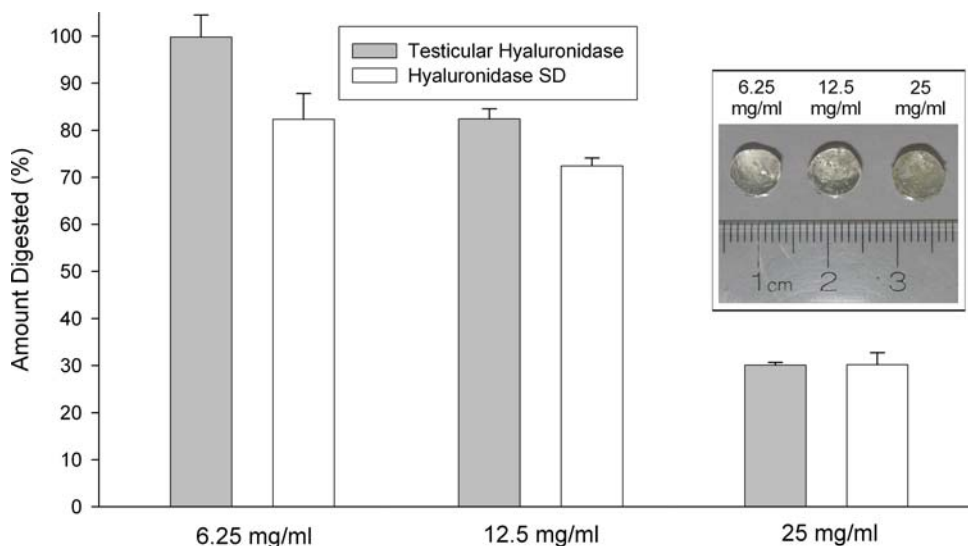 100
90
80
70
60
50
40
30
20
10
0
Amount Digested (%)
Testicular Hyaluronidase
Hyaluronidase SD
6.25 12.5 25
mg/ml mg/ml mg/ml
1 cm 2 3
6.25 mg/ml 12.5 mg/ml 25 mg/ml